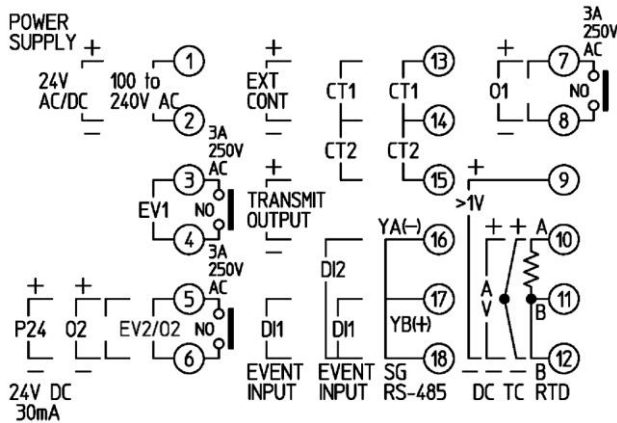 POWER
SUPPLY
+
24V
AC/DC
−
100 to
240V AC
1
2
+
EXT
CONT
−
CT1
CT2
CT1
CT2
13
14
15
+
O1
−
7
8
NO
3A
250V
AC
3A
250V
AC
3
4
EV1
NO
+
TRANSMIT
OUTPUT
−
+
>1V
−
9
3A
250V
AC
5
6
EV2/O2
NO
+
P24
−
+
O2
−
24V DC
30mA
DI1
EVENT
INPUT
DI2
DI1
EVENT
INPUT
YA(−)
YB(+)
SG
RS-485
16
17
18
+
A
V
−
DC
+
−
TC
A
B
B
RTD
10
11
12